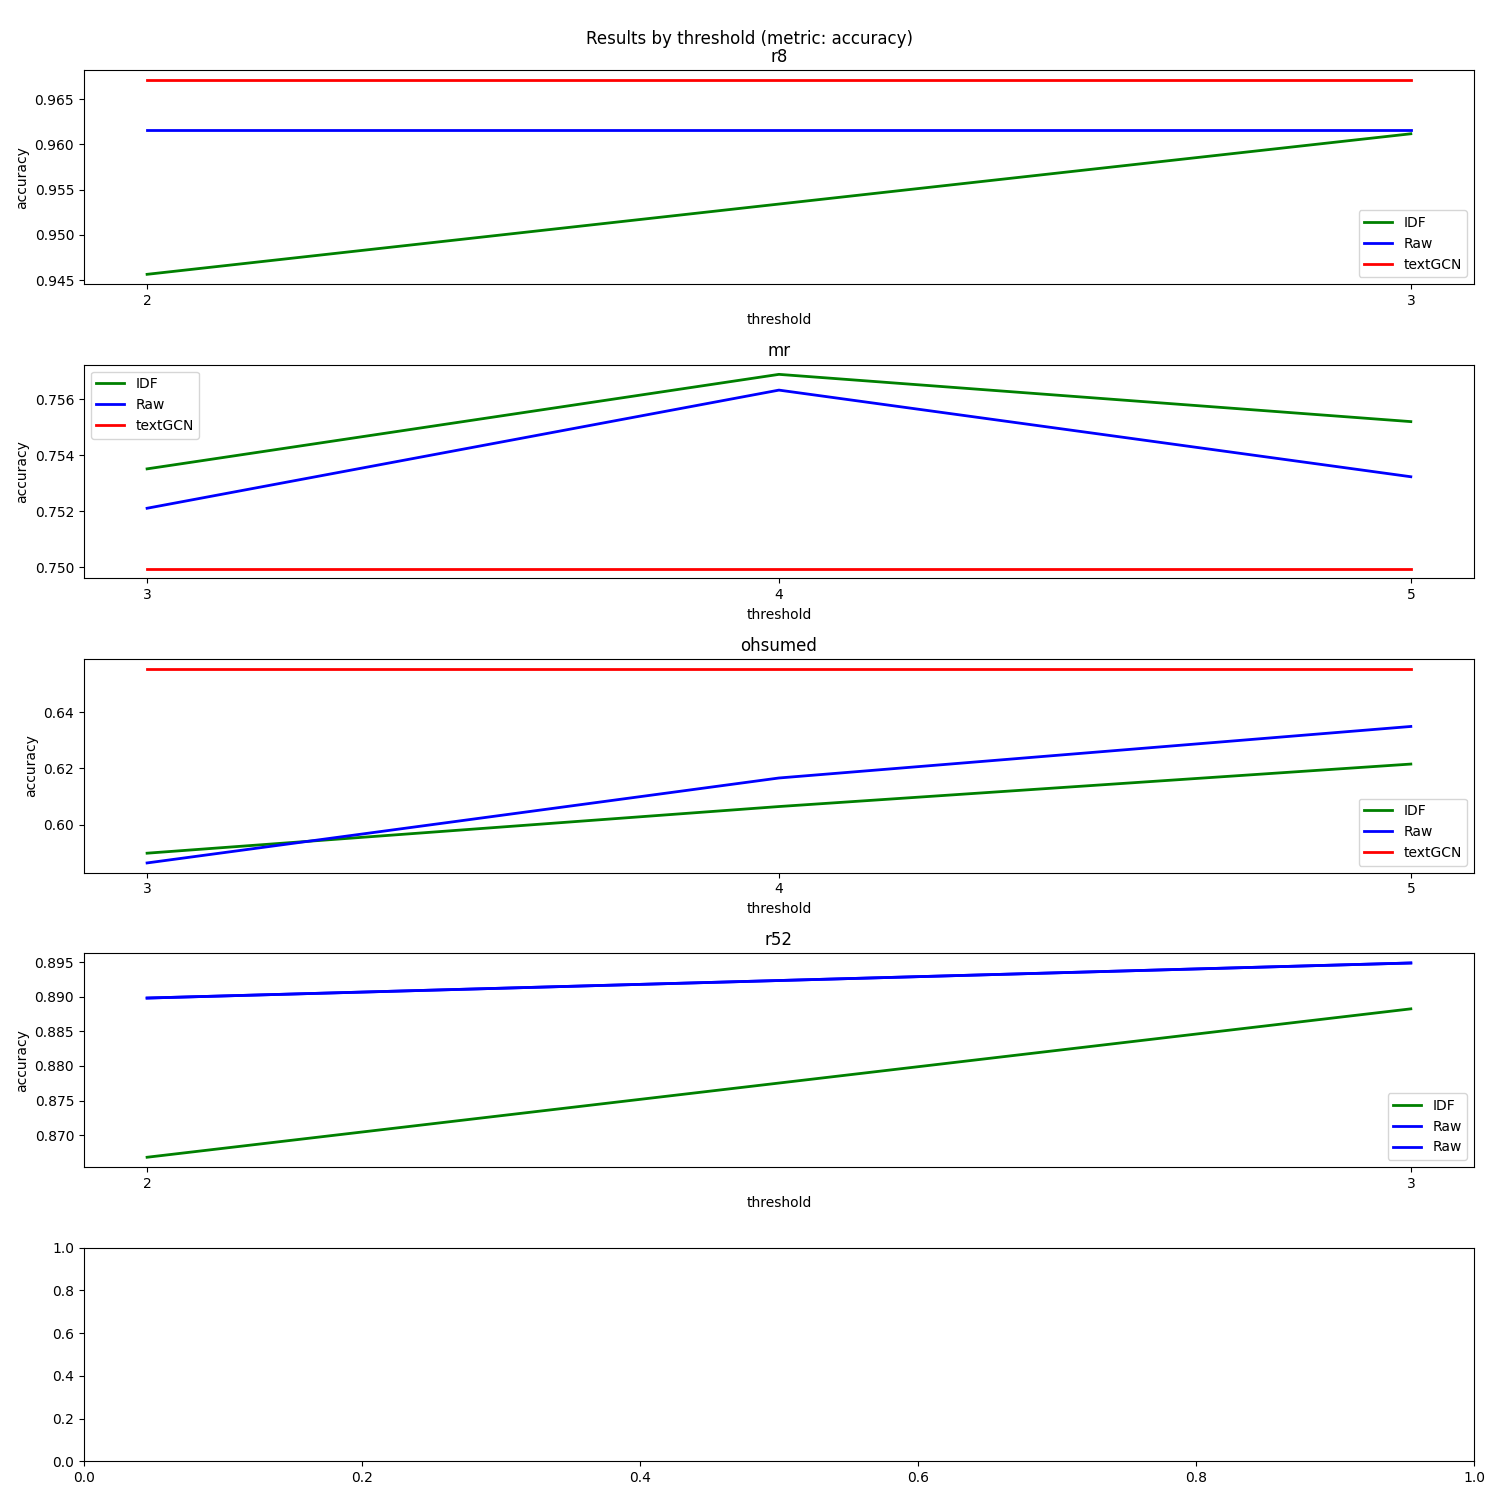 Results by threshold (metric: accuracy)
r8
accuracy
0.965
0.960
0.955
0.950
0.945
IDF
Raw
textGCN
2 3
threshold
mr
accuracy
0.756
0.754
0.752
0.750
IDF
Raw
textGCN
3 4 5
threshold
ohsumed
accuracy
0.64
0.62
0.60
IDF
Raw
textGCN
3 4 5
threshold
r52
accuracy
0.895
0.890
0.885
0.880
0.875
0.870
IDF
Raw
Raw
2 3
threshold
1.0
0.8
0.6
0.4
0.2
0.0
0.0 0.2 0.4 0.6 0.8 1.0